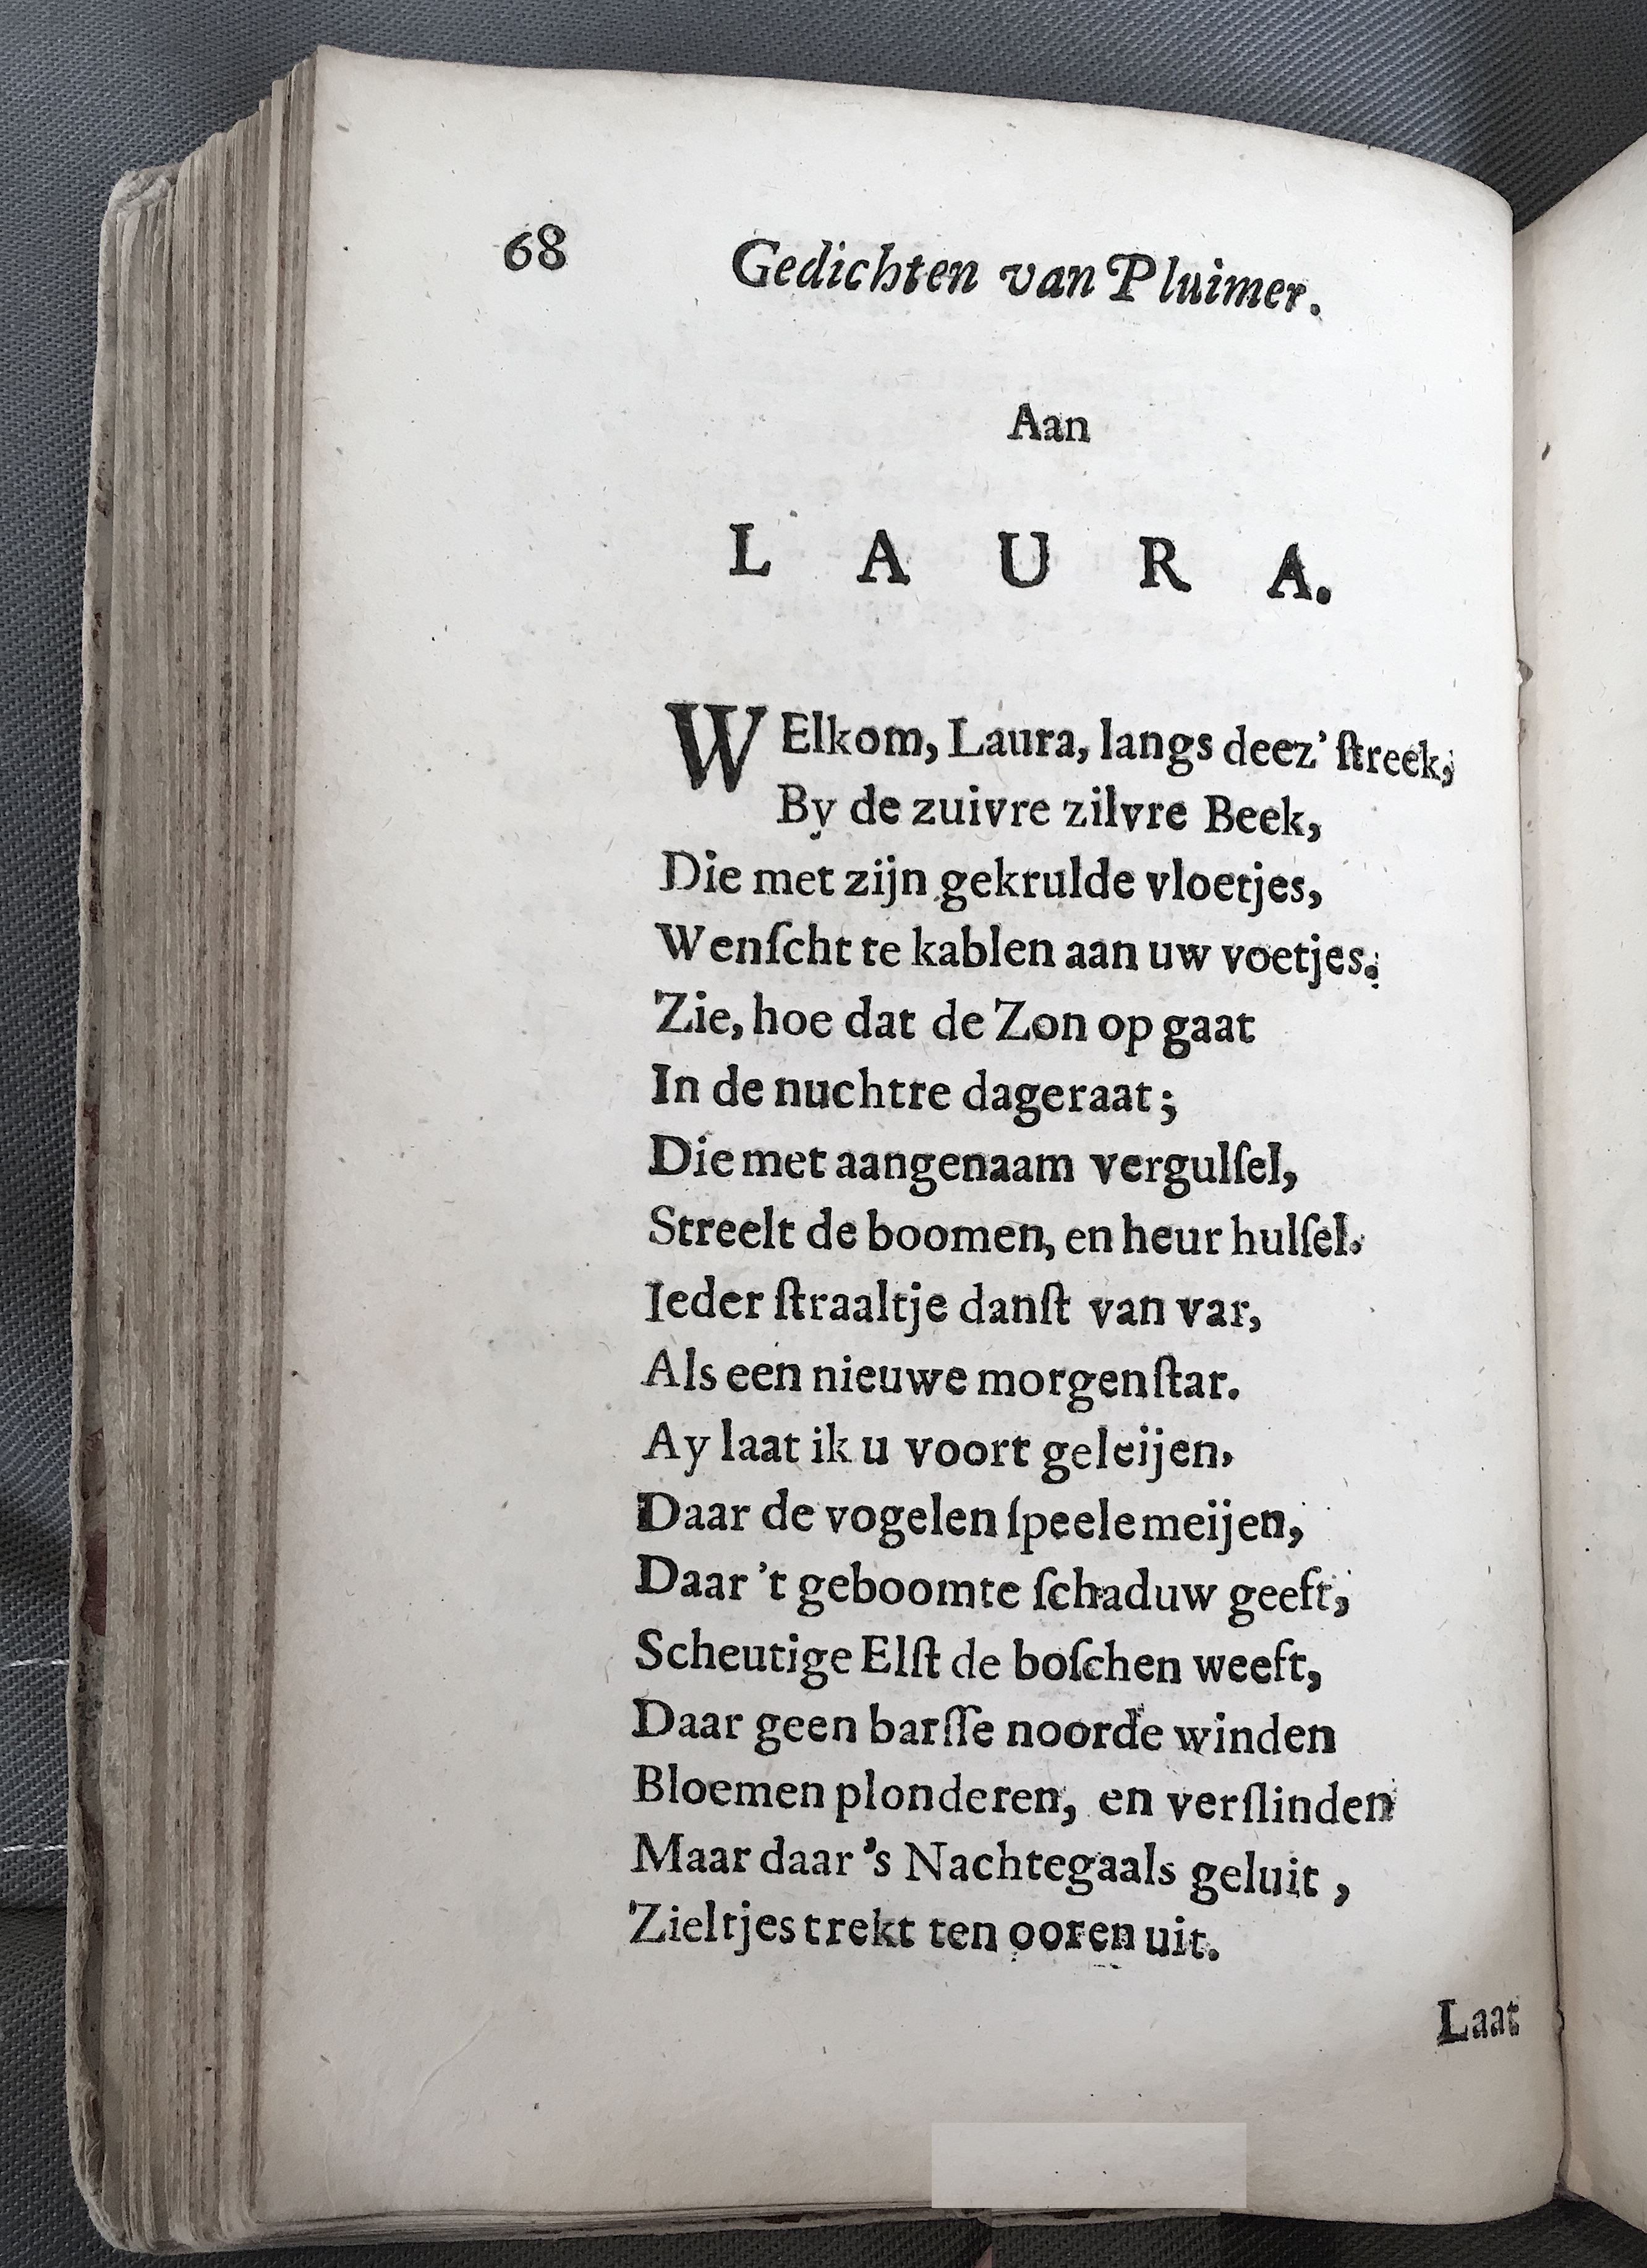 68 Gedichten van Pluimer.
Aan
LAURA.
WElkom, Laura, langs deez' ſtreek,
By de zuivre zilvre Beek,
Die met zijn gekrulde vloetjes,
Wenſcht te kablen aan uw voetjes.
Zie, hoe dat de Zon op gaat
In de nuchtre dageraat;
Die met aangenaam vergulſel,
Streelt de boomen, en heur hulſel.
Ieder ſtraaltje danſt van var,
Als een nieuwe morgenſtar.
Ay laat ik u voort geleijen,
Daar de vogelen ſpeelemeijen,
Daar 't geboomte ſchaduw geeft,
Scheutige Elſt de boſchen weeft,
Daar geen barſſe noorde winden
Bloemen plonderen, en verſlinden
Maar daar 's Nachtegaals geluit,
Zieltjes trekt ten ooren uit.
Laat